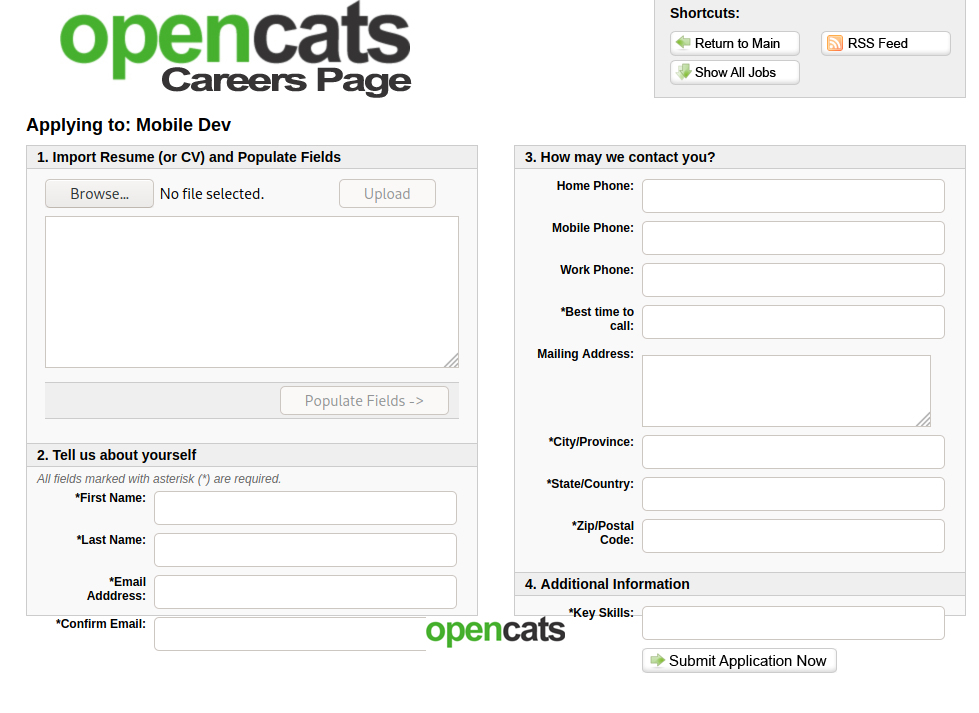 opencats
Careers Page
Shortcuts:
Return to Main
RSS Feed
Show All Jobs
Applying to: Mobile Dev
1. Import Resume (or CV) and Populate Fields
Browse...
No file selected.
Upload
Populate Fields ->
2. Tell us about yourself
All fields marked with asterisk (*) are required.
*First Name:
*Last Name:
*Email
Adddress:
*Confirm Email:
3. How may we contact you?
Home Phone:
Mobile Phone:
Work Phone:
*Best time to
call:
Mailing Address:
*City/Province:
*State/Country:
*Zip/Postal
Code:
4. Additional Information
*Key Skills:
opencats
Submit Application Now